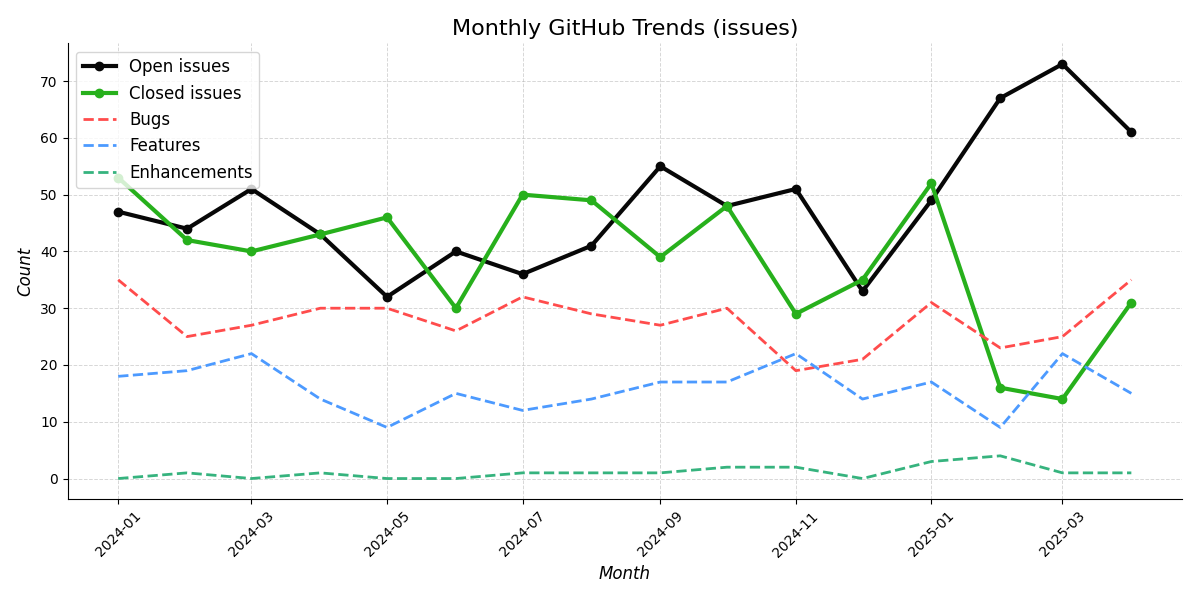 Monthly GitHub Trends (issues)
Open issues
Closed issues
Bugs
Features
Enhancements
Count
70
60
50
40
30
20
10
0
2024-01
2024-03
2024-05
2024-07
2024-09
2024-11
2025-01
2025-03
Month